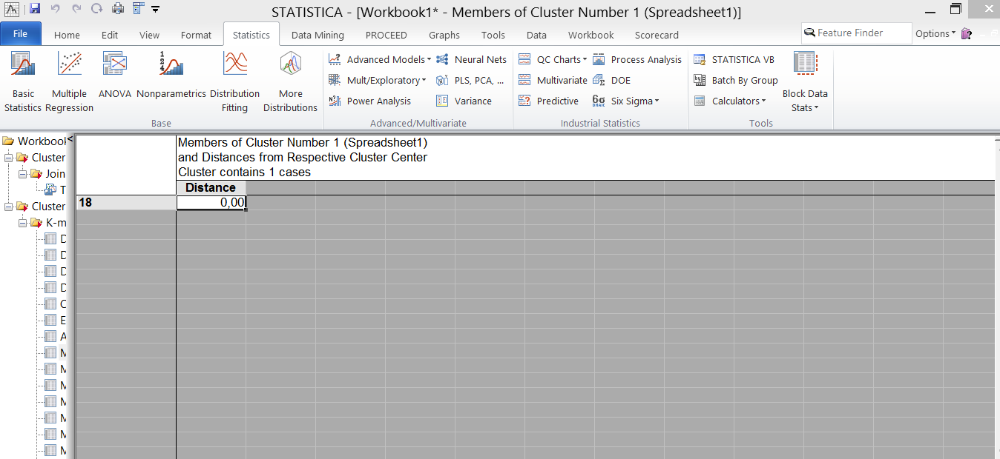 STATISTICA - [Workbook1* - Members of Cluster Number 1 (Spreadsheet1)]
File Home Edit View Format Statistics Data Mining PROCEED Graphs Tools Data Workbook Scorecard Feature Finder Options
Basic Statistics
Multiple Regression
ANOVA
Nonparametrics
Distribution Fitting
More Distributions
Base
Advanced Models Neural Nets
Mult/Exploratory PLS, PCA, ...
Power Analysis Variance
Advanced/Multivariate
QC Charts Process Analysis
Multivariate DOE
Predictive 6σ Six Sigma
Industrial Statistics
STATISTICA VB
Batch By Group
Calculators
Block Data Stats
Tools
Workbook
Cluster
Join
T
Cluster
K-m
D
D
D
D
C
E
A
M
M
M
M
M
M
M
Members of Cluster Number 1 (Spreadsheet1)
and Distances from Respective Cluster Center
Cluster contains 1 cases
Distance
18 0,00